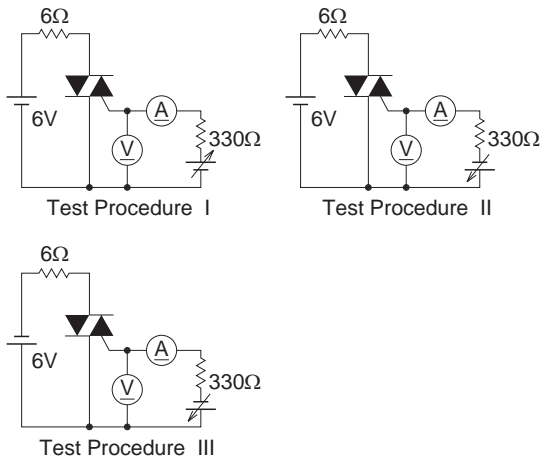 6Ω
6V
A
V
330Ω
Test Procedure I
6Ω
6V
A
V
330Ω
Test Procedure II
6Ω
6V
A
V
330Ω
Test Procedure III